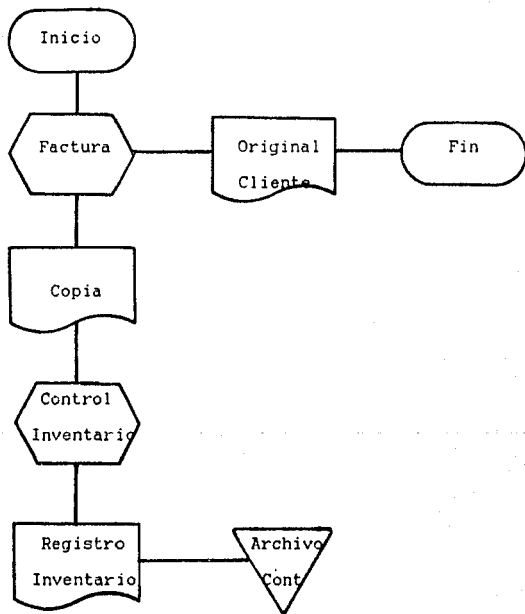 Inicio
Factura
Original
Cliente
Fin
Copia
Control
Inventario
Registro
Inventario
Archivo
Cont